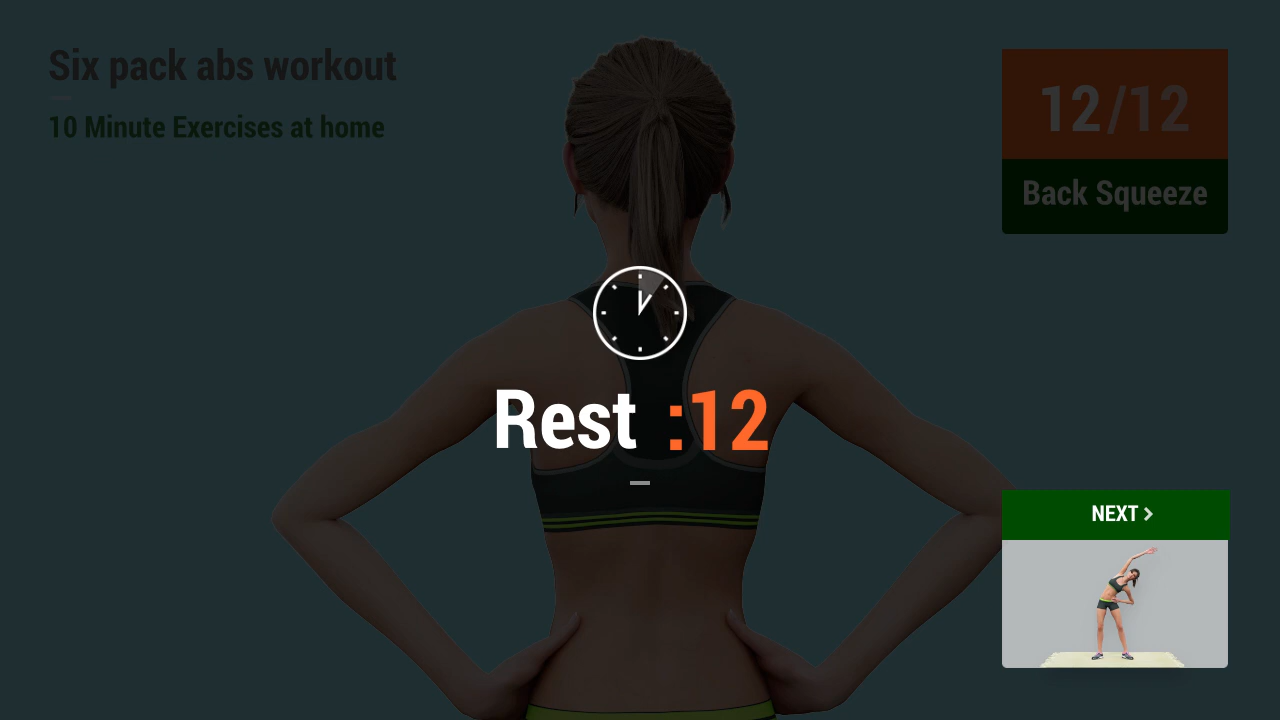 Six pack abs workout
10 Minute Exercises at home
12/12
Back Squeeze
Rest :12
NEXT